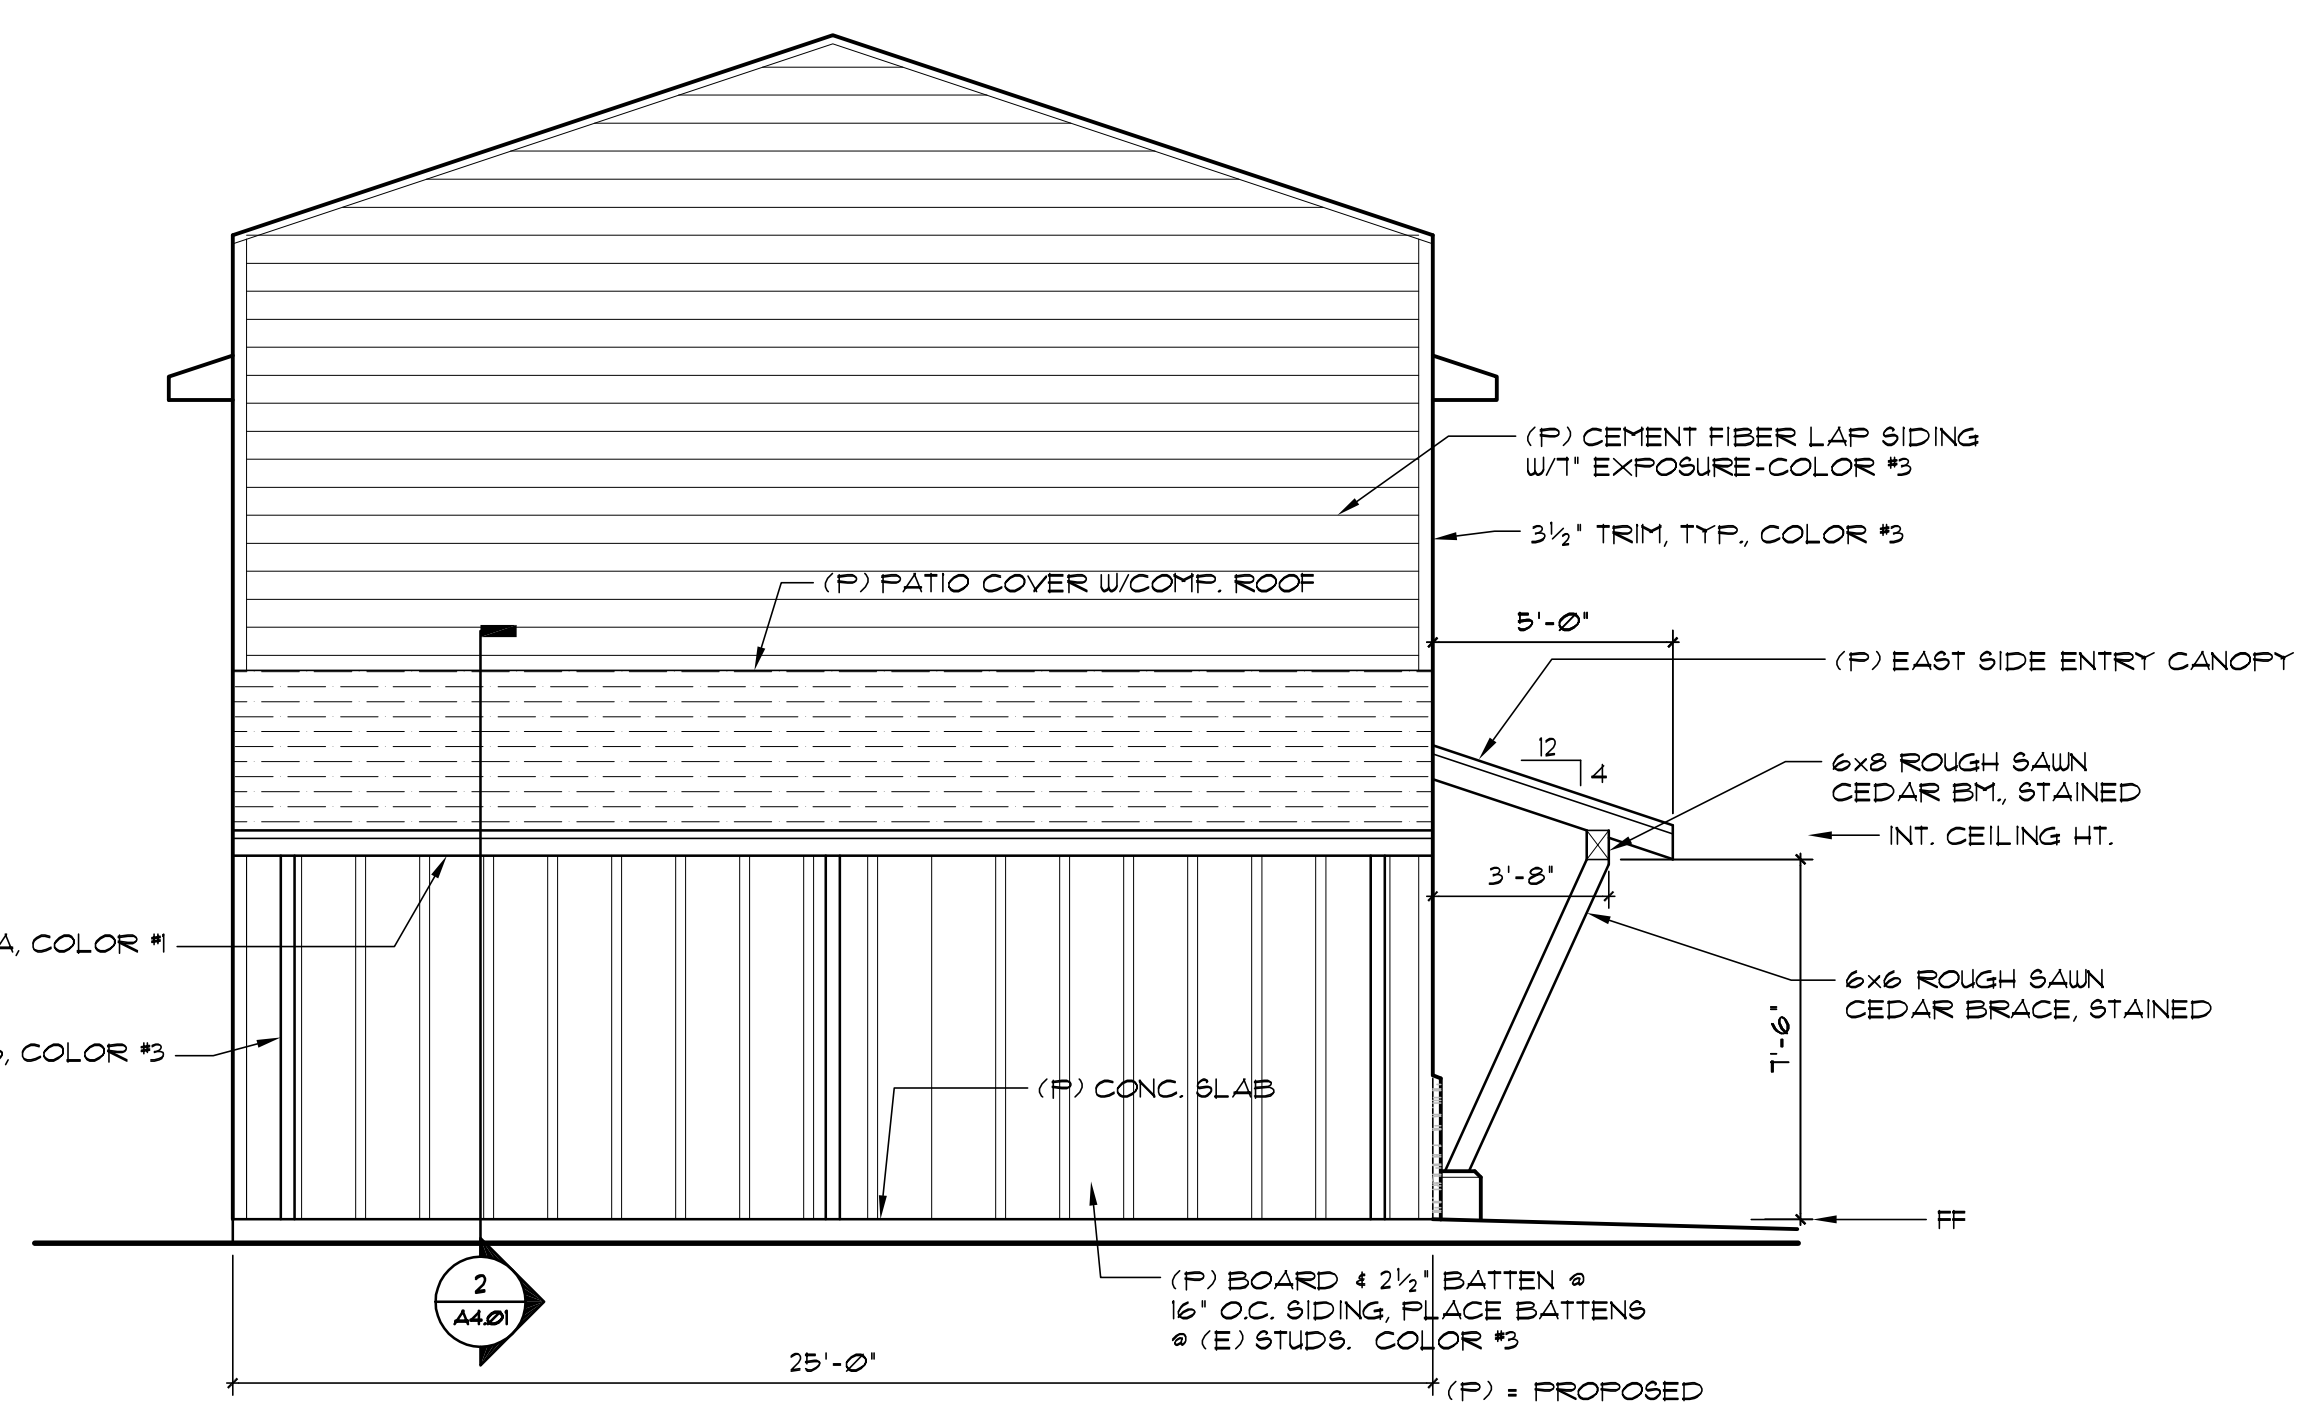 (P) CEMENT FIBER LAP SIDING
W/7" EXPOSURE-COLOR #3
3½" TRIM, TYP., COLOR #3
(P) PATIO COVER W/COMP. ROOF
5'-0"
(P) EAST SIDE ENTRY CANOPY
12
4
6x8 ROUGH SAWN
CEDAR BM., STAINED
INT. CEILING HT.
3'-8"
A, COLOR #1
6x6 ROUGH SAWN
CEDAR BRACE, STAINED
7'-6"
, COLOR #3
(P) CONC. SLAB
FF
2
A4.01
(P) BOARD & 2½" BATTEN @
16" O.C. SIDING, PLACE BATTENS
@ (E) STUDS. COLOR #3
25'-0"
(P) = PROPOSED